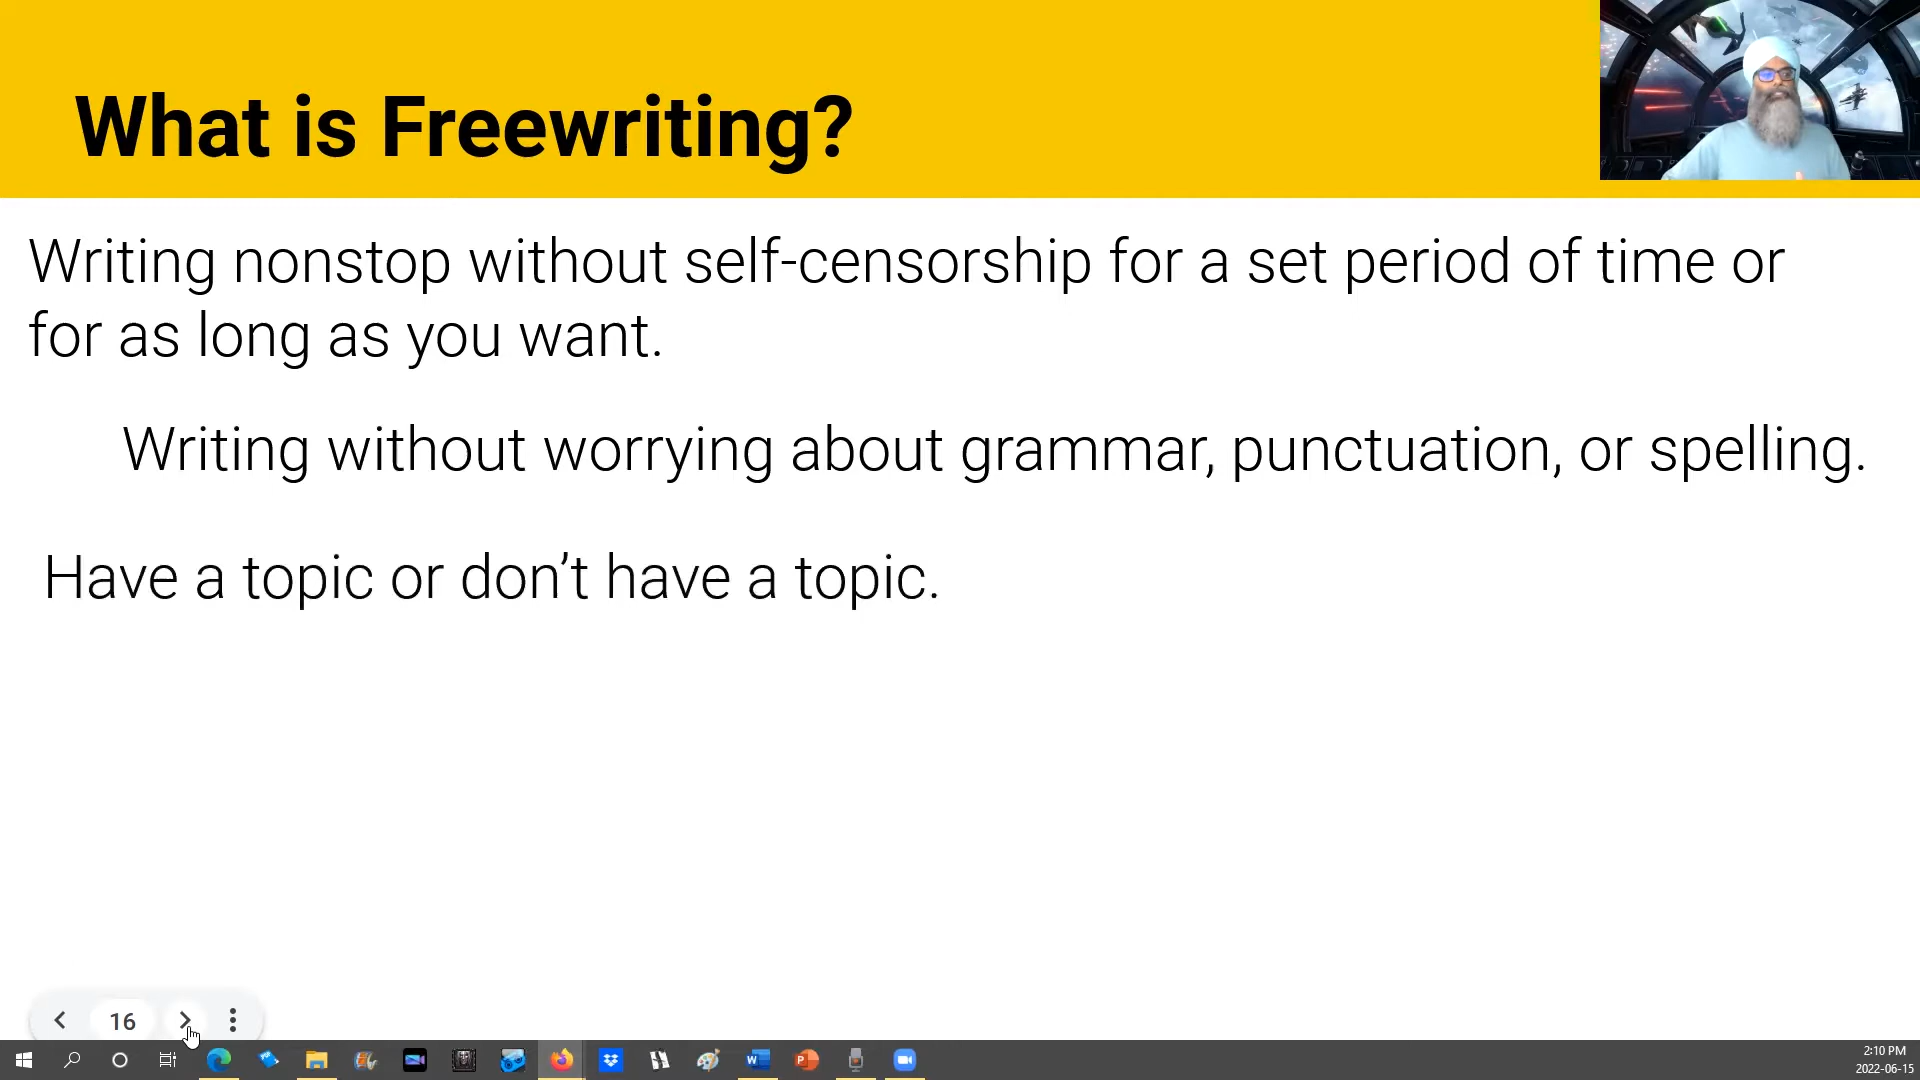 What is Freewriting?
Writing nonstop without self-censorship for a set period of time or
for as long as you want.
Writing without worrying about grammar, punctuation, or spelling.
Have a topic or don’t have a topic.
16
2:10 PM
2022-06-15